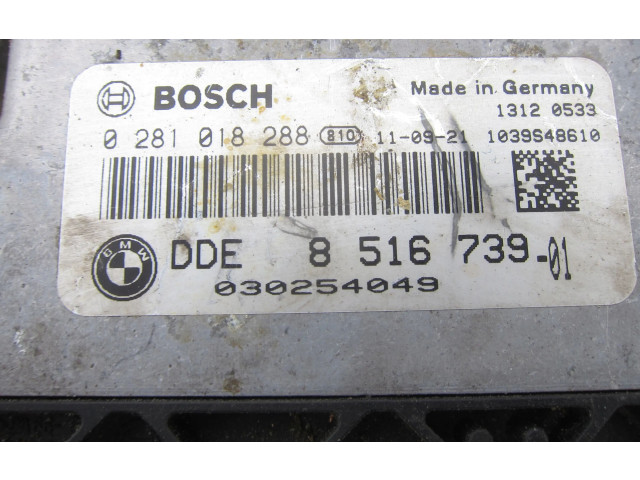 BOSCH
Made in Germany
1312 0533
0 281 018 288 810 11-09-21 1039S48610
BMW
DDE 8 516 739-01
030254049